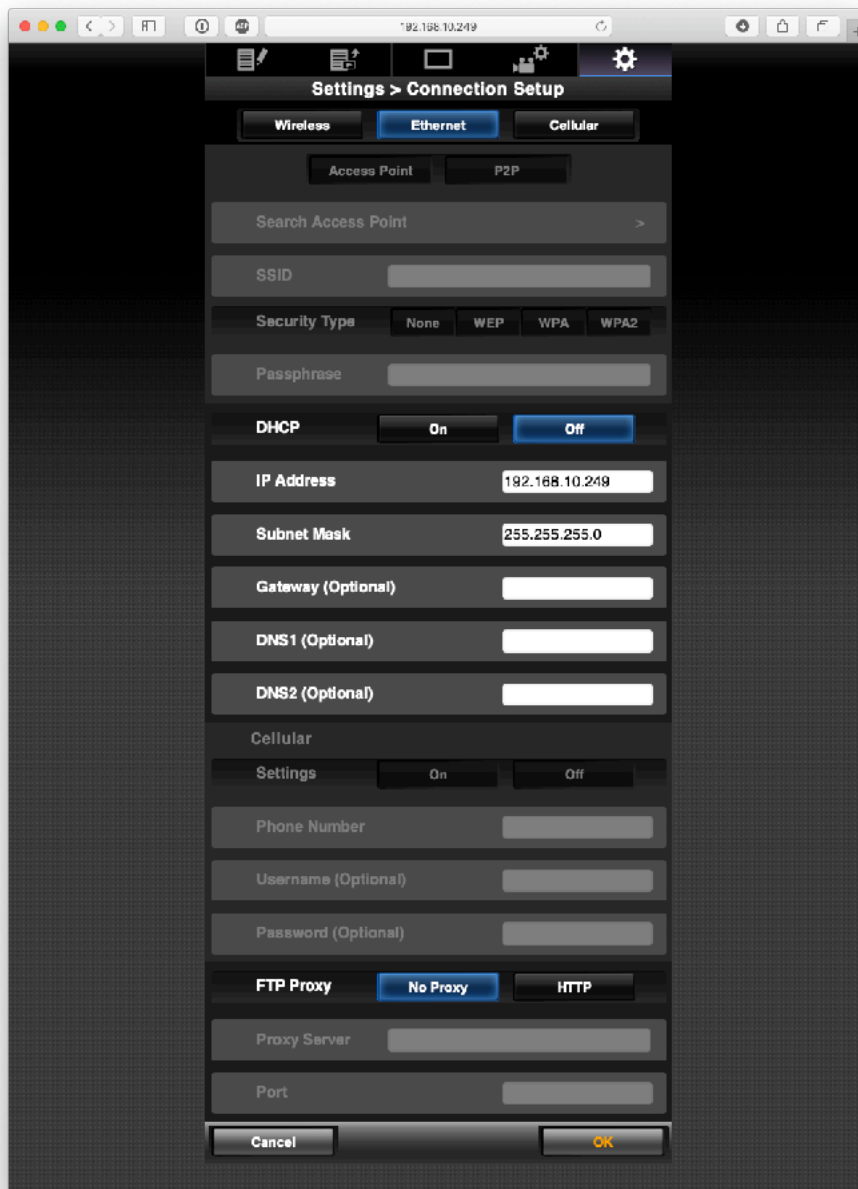 192.168.10.249
Settings > Connection Setup
Wireless Ethernet Cellular
Access Point P2P
Search Access Point >
SSID
Security Type None WEP WPA WPA2
Passphrase
DHCP On Off
IP Address 192.168.10.249
Subnet Mask 255.255.255.0
Gateway (Optional)
DNS1 (Optional)
DNS2 (Optional)
Cellular
Settings On Off
Phone Number
Username (Optional)
Password (Optional)
FTP Proxy No Proxy HTTP
Proxy Server
Port
Cancel OK